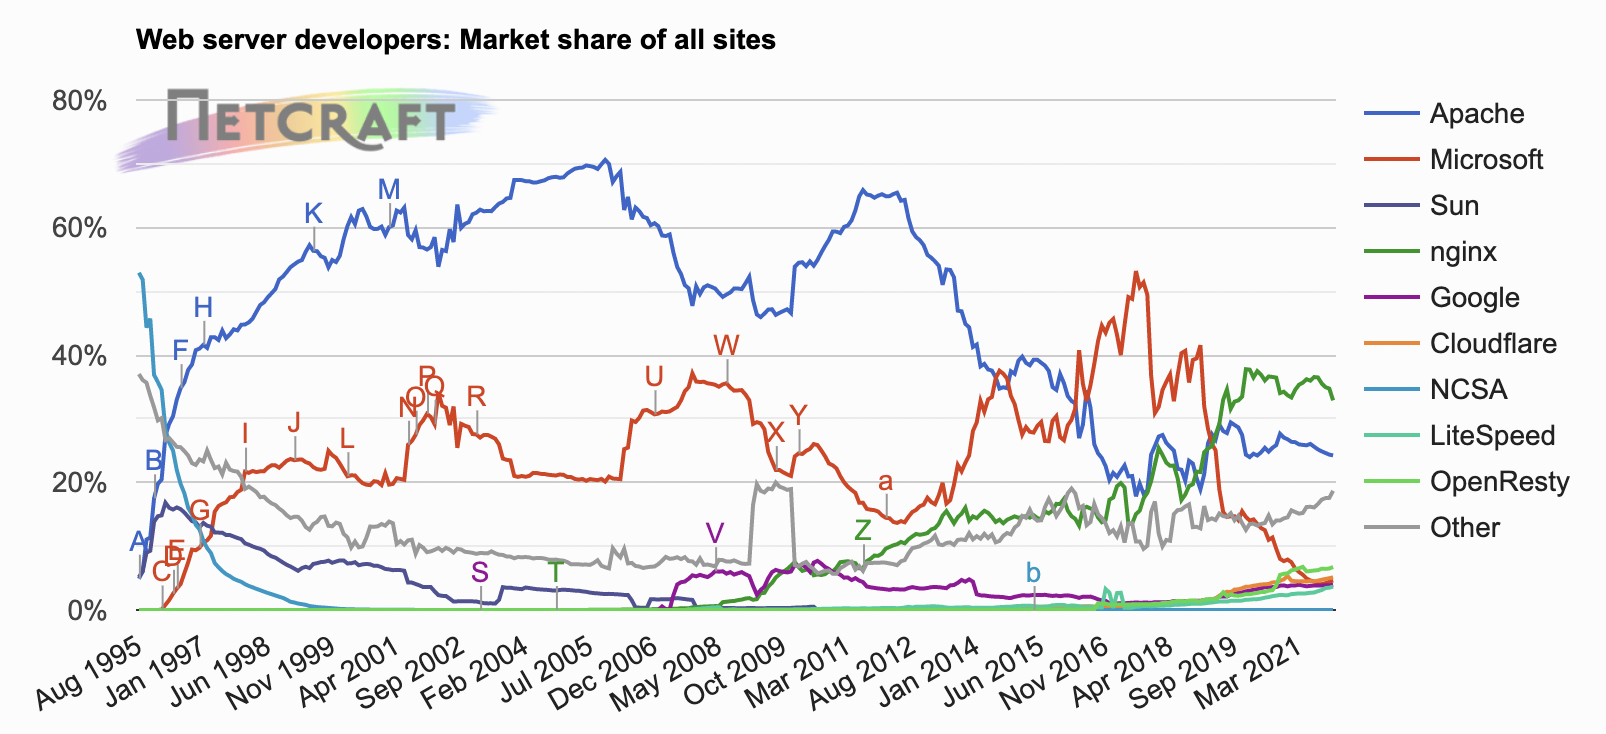 Web server developers: Market share of all sites
NETCRAFT
80%
60%
40%
20%
0%
A
B
C
D
E
F
G
H
I
J
K
L
M
N
O
P
Q
R
S
T
U
V
W
X
Y
Z
a
b
Aug 1995
Jan 1997
Jun 1998
Nov 1999
Apr 2001
Sep 2002
Feb 2004
Jul 2005
Dec 2006
May 2008
Oct 2009
Mar 2011
Aug 2012
Jan 2014
Jun 2015
Nov 2016
Apr 2018
Sep 2019
Mar 2021
Apache
Microsoft
Sun
nginx
Google
Cloudflare
NCSA
LiteSpeed
OpenResty
Other